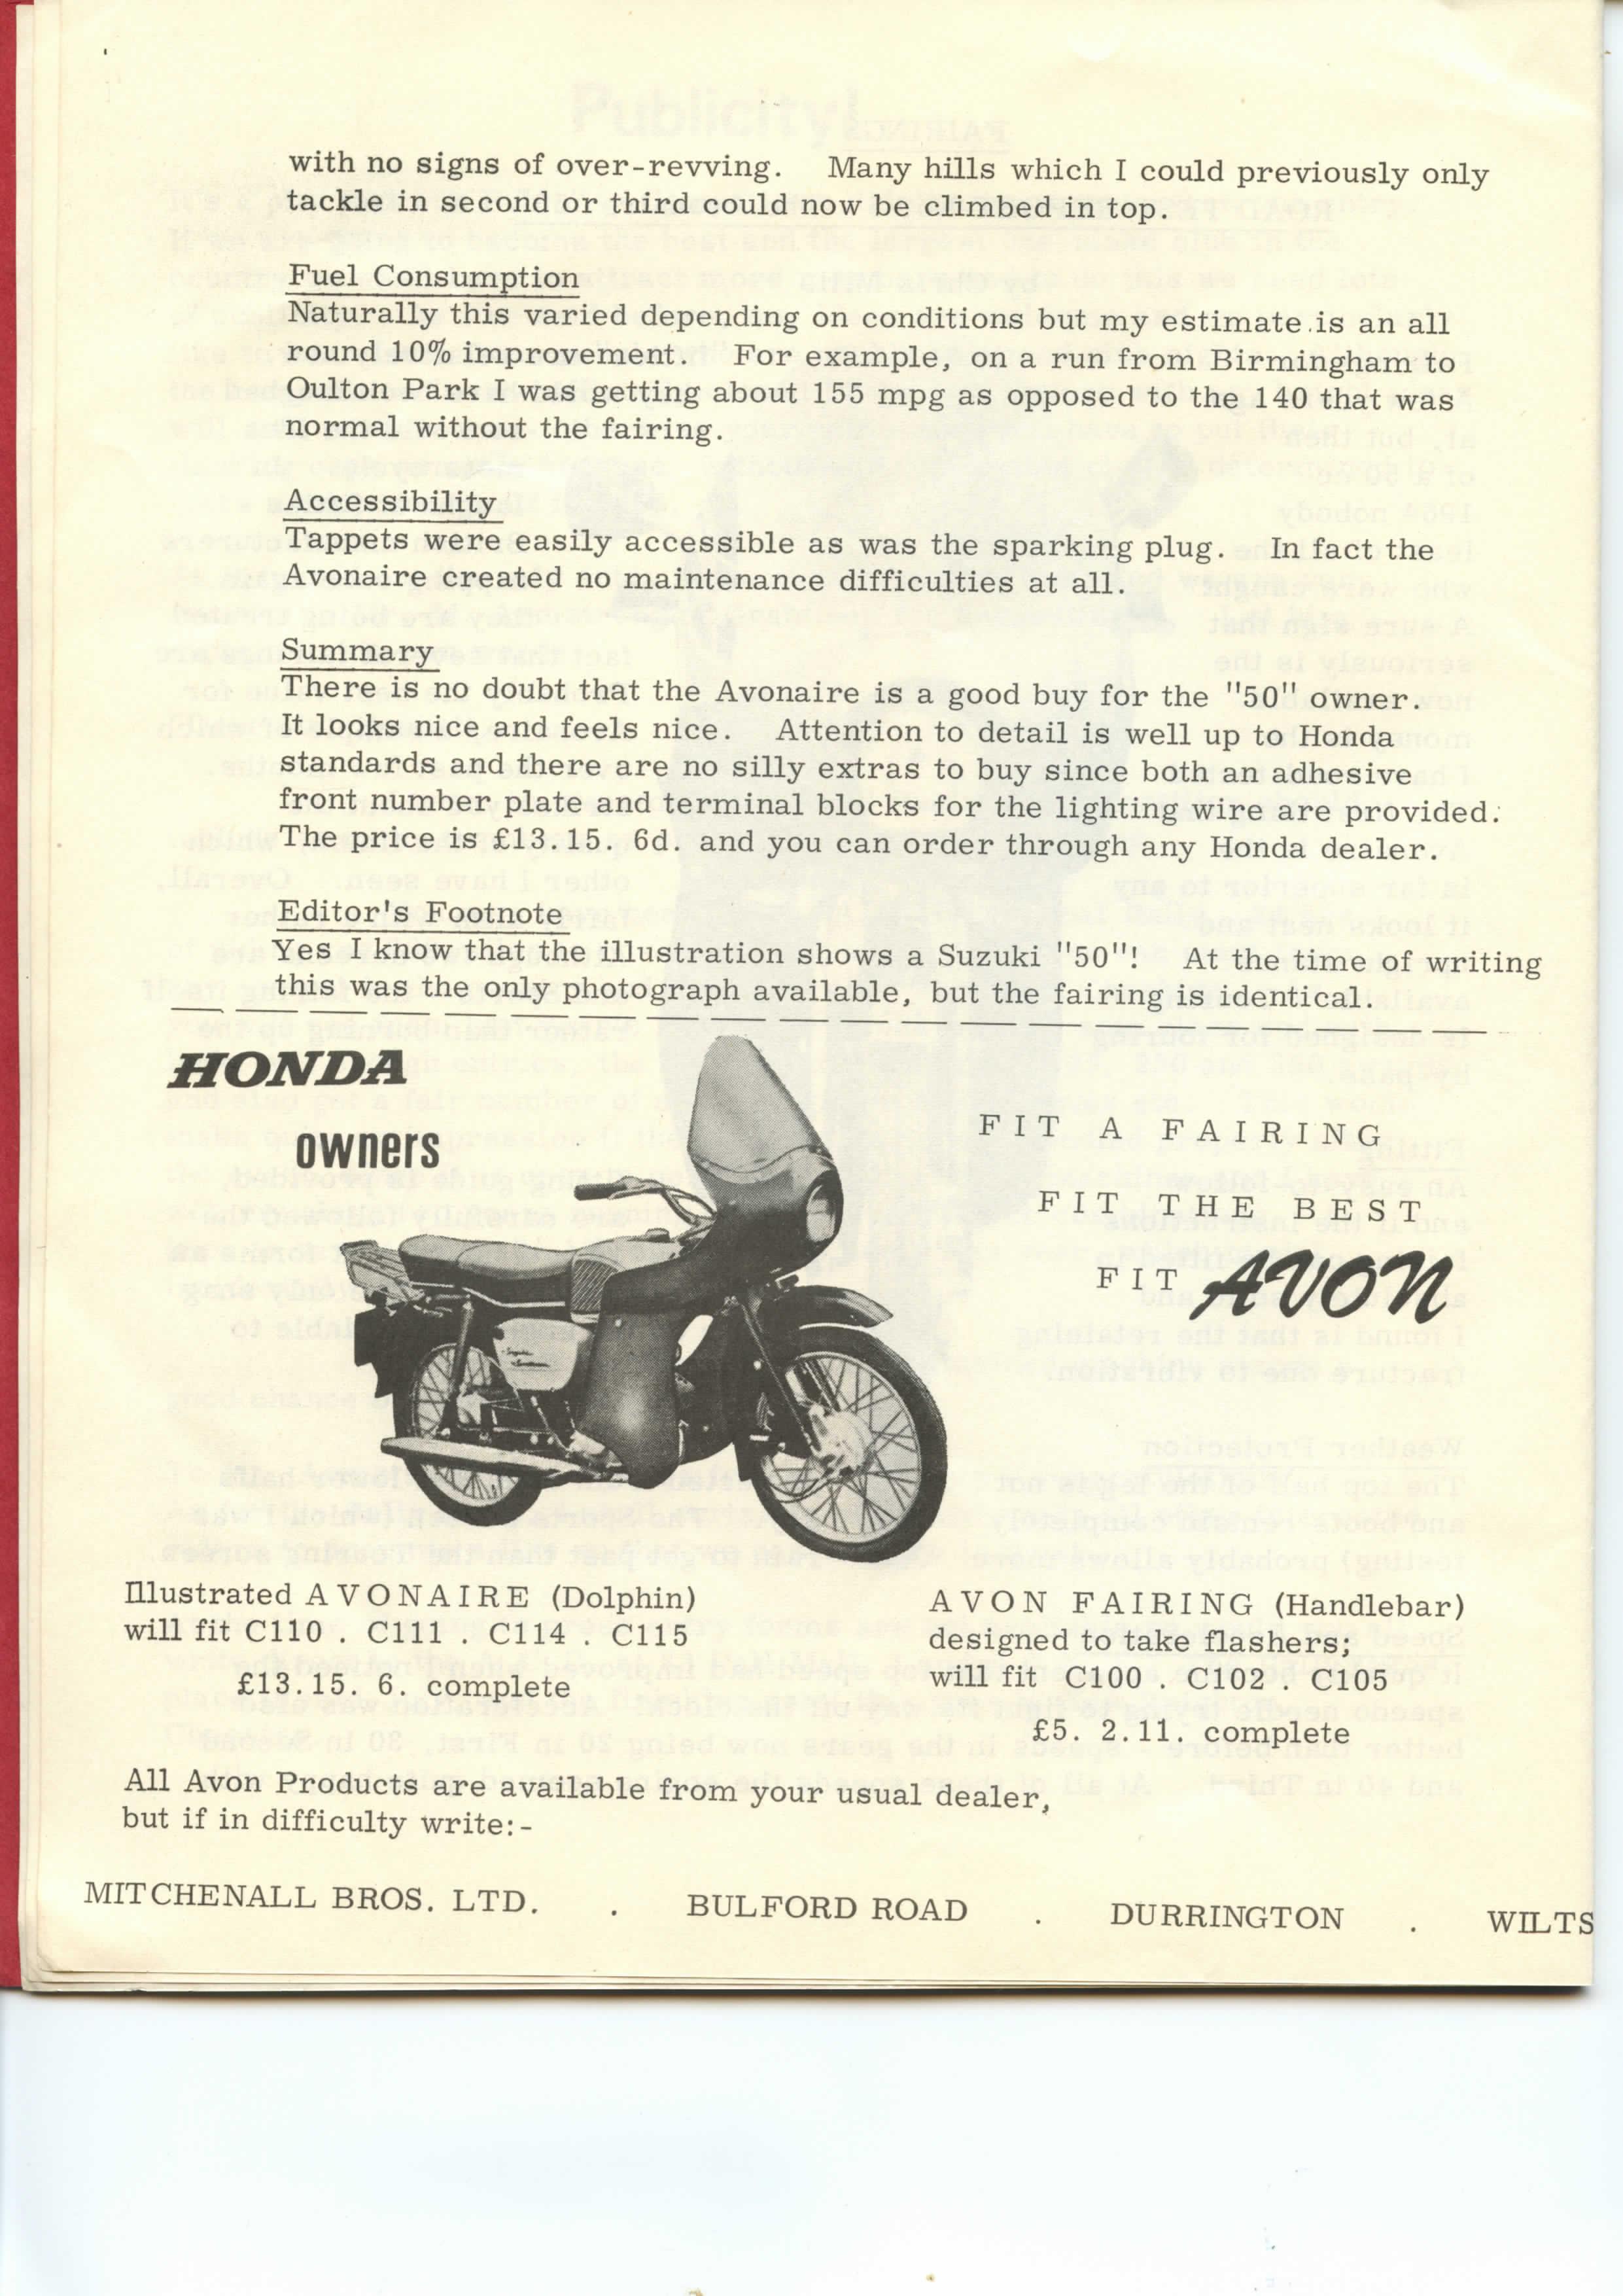 with no signs of over-revving. Many hills which I could previously only
tackle in second or third could now be climbed in top.
Fuel Consumption
Naturally this varied depending on conditions but my estimate is an all
round 10% improvement. For example, on a run from Birmingham to
Oulton Park I was getting about 155 mpg as opposed to the 140 that was
normal without the fairing.
Accessibility
Tappets were easily accessible as was the sparking plug. In fact the
Avonaire created no maintenance difficulties at all.
Summary
There is no doubt that the Avonaire is a good buy for the "50" owner.
It looks nice and feels nice. Attention to detail is well up to Honda
standards and there are no silly extras to buy since both an adhesive
front number plate and terminal blocks for the lighting wire are provided.
The price is £13.15. 6d. and you can order through any Honda dealer.
Editor's Footnote
Yes I know that the illustration shows a Suzuki "50"! At the time of writing
this was the only photograph available, but the fairing is identical.
HONDA
owners
FIT A FAIRING
FIT THE BEST
FIT AVON
Illustrated AVONAIRE (Dolphin)
will fit C110 . C111 . C114 . C115
£13.15. 6. complete
AVON FAIRING (Handlebar)
designed to take flashers;
will fit C100 . C102 . C105
£5. 2.11. complete
All Avon Products are available from your usual dealer,
but if in difficulty write:-
MITCHENALL BROS. LTD. . BULFORD ROAD . DURRINGTON . WILTS